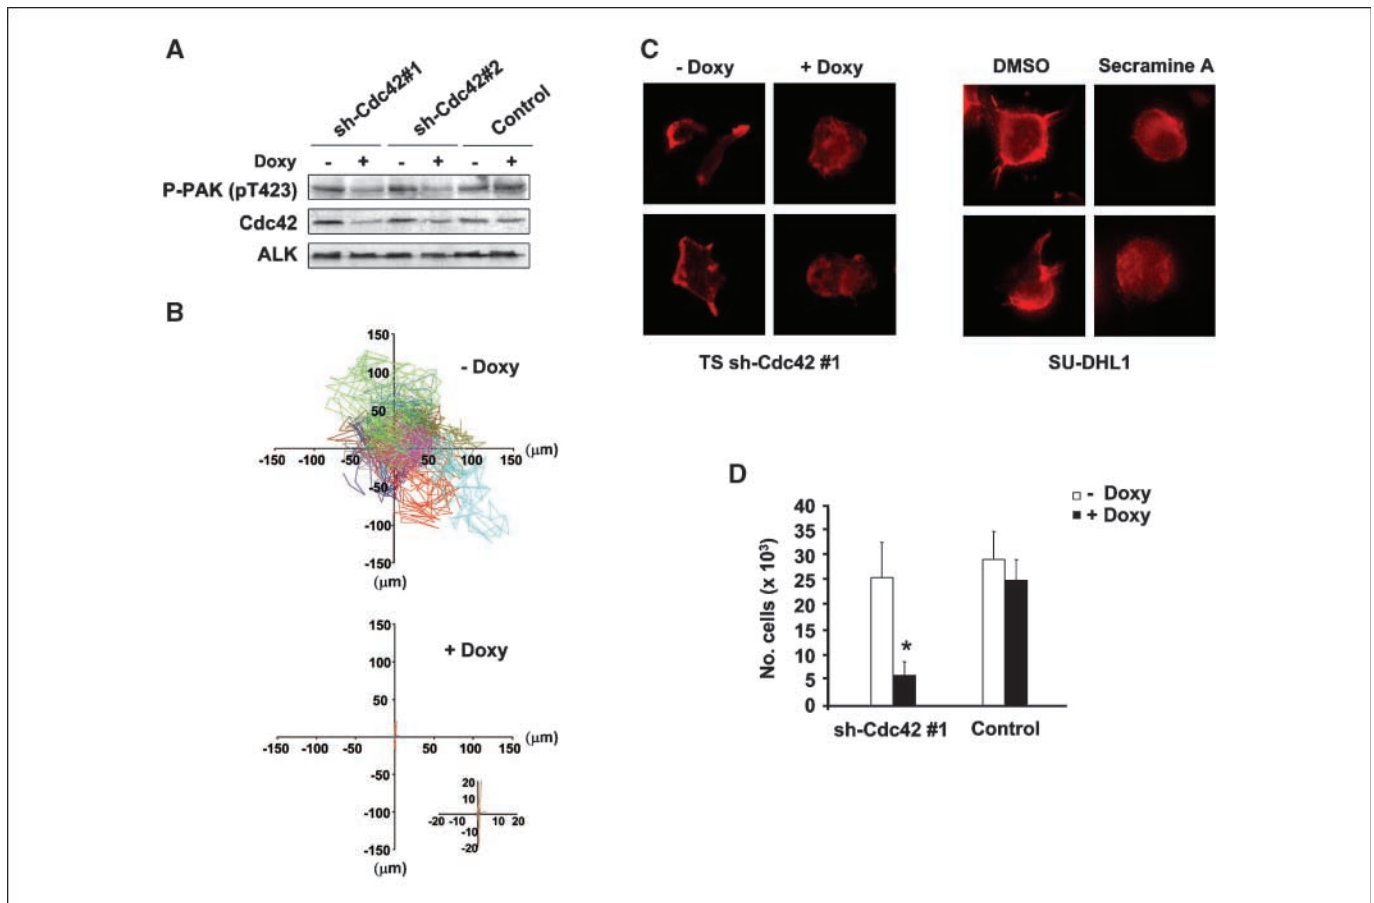 A
sh-Cdc42#1 sh-Cdc42#2 Control
Doxy - + - + - +
P-PAK (pT423)
Cdc42
ALK
B
150
100
50
- Doxy
-150 -100 -50 50 100 150 (μm)
-50
-100
-150
(μm)
150
100
50
+ Doxy
-150 -100 -50 50 100 150 (μm)
-50
-100
-150
(μm)
20
10
-20 -10 10 20
-10
-20
C
- Doxy + Doxy
DMSO Secramine A
TS sh-Cdc42 #1
SU-DHL1
D
- Doxy
+ Doxy
No. cells (x 10³)
40
35
30
25
20
15
10
5
0
*
sh-Cdc42 #1 Control